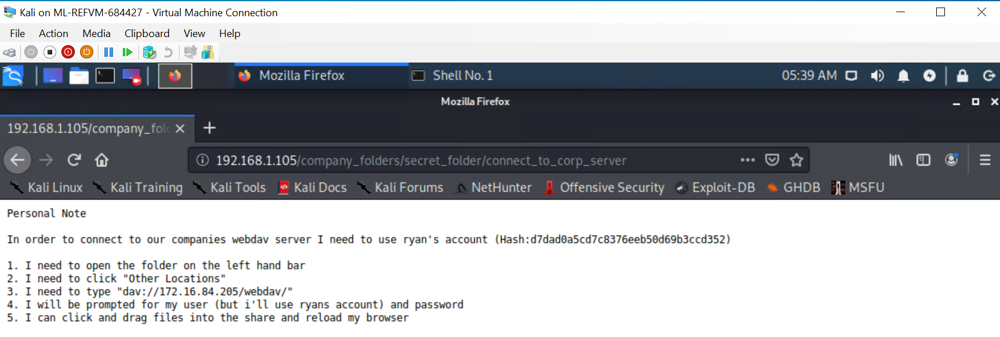 Kali on ML-REFVM-684427 - Virtual Machine Connection
File Action Media Clipboard View Help
Mozilla Firefox Shell No. 1 05:39 AM
Mozilla Firefox
192.168.1.105/company_fol
192.168.1.105/company_folders/secret_folder/connect_to_corp_server
Kali Linux Kali Training Kali Tools Kali Docs Kali Forums NetHunter Offensive Security Exploit-DB GHDB MSFU
Personal Note
In order to connect to our companies webdav server I need to use ryan's account (Hash:d7dad0a5cd7c8376eeb50d69b3ccd352)
1. I need to open the folder on the left hand bar
2. I need to click "Other Locations"
3. I need to type "dav://172.16.84.205/webdav/"
4. I will be prompted for my user (but i'll use ryans account) and password
5. I can click and drag files into the share and reload my browser